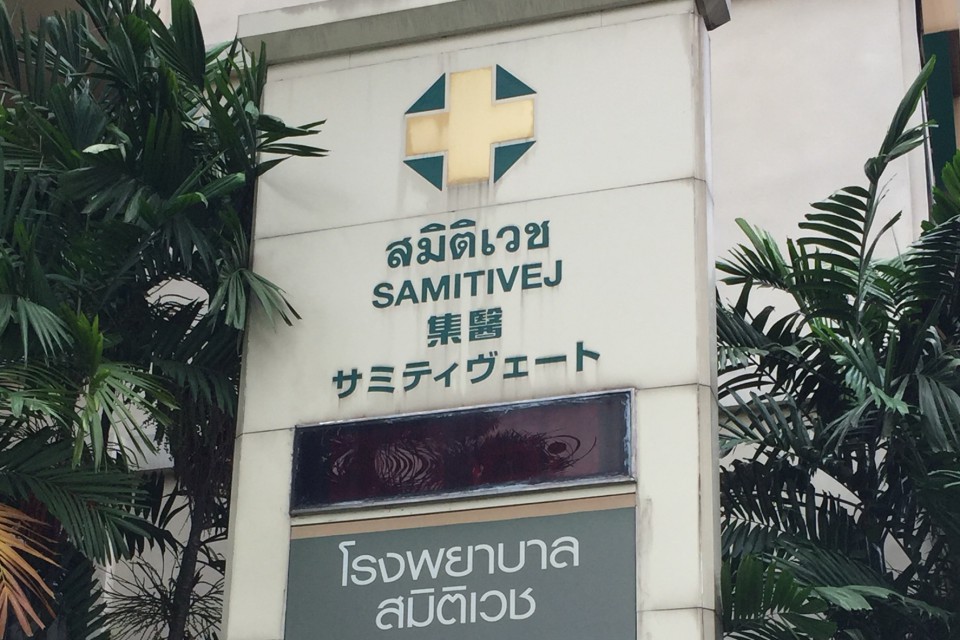 สมิติเวช
SAMITIVEJ
集醫
サミティヴェート
โรงพยาบาล
สมิติเวช